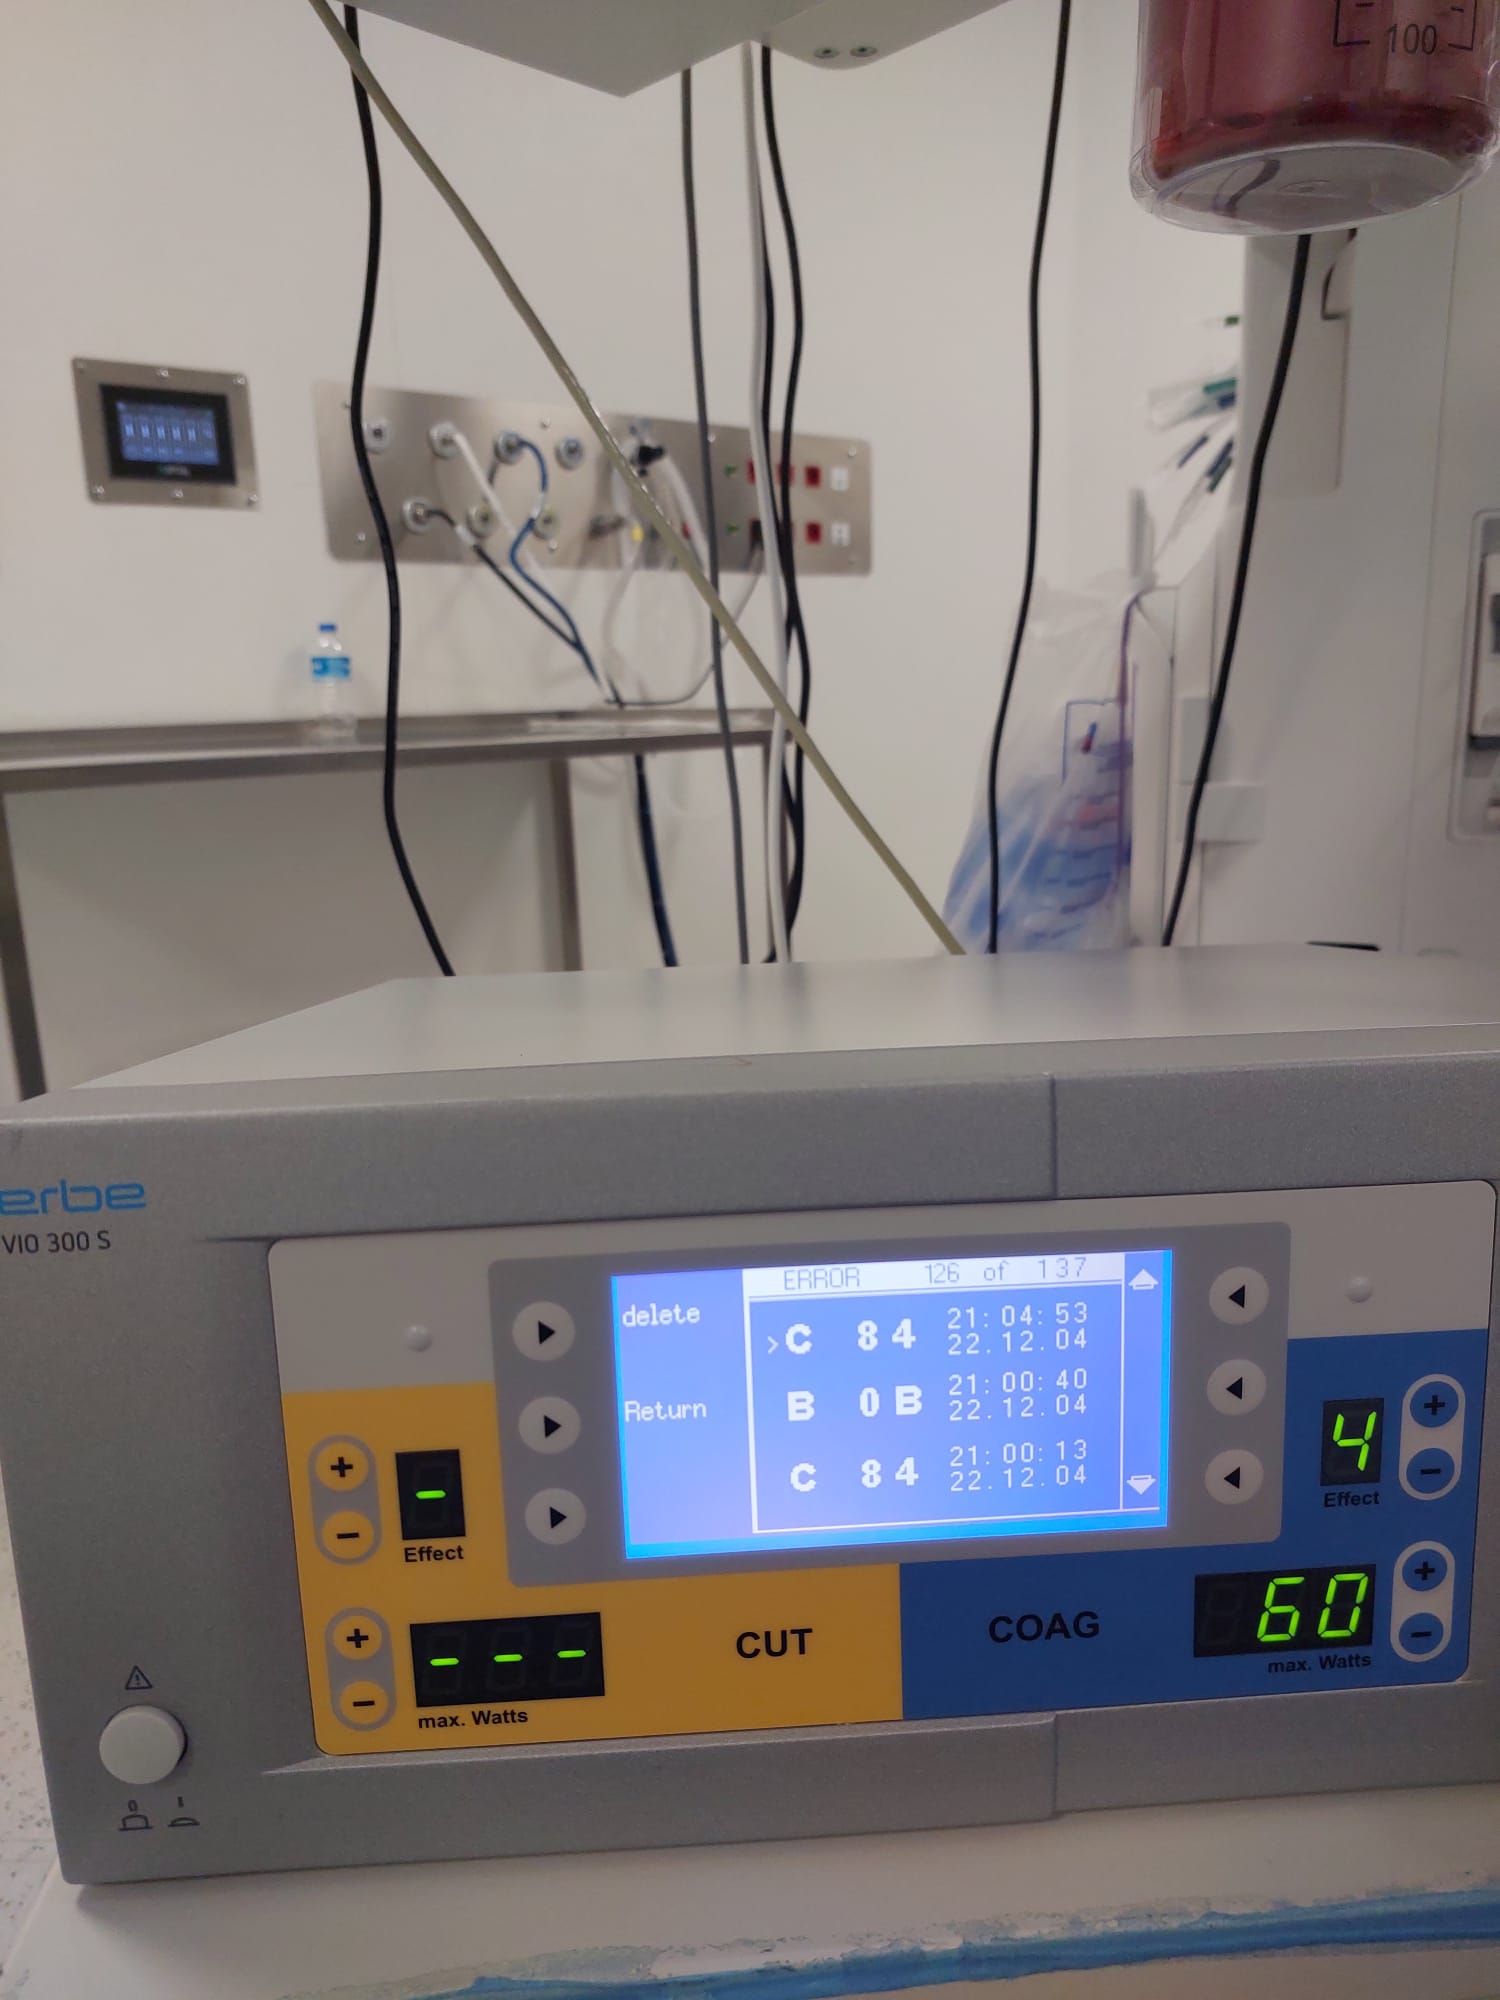 100
erbe
VIO 300 S
ERROR 126 of 137
delete
>C 84 21:04:53
22.12.04
Return
B 0B 21:00:40
22.12.04
C 84 21:00:13
22.12.04
+
-
-
Effect
4
Effect
+
-
+
-
---
max. Watts
CUT
COAG
60
max. Watts
+
-
0 I